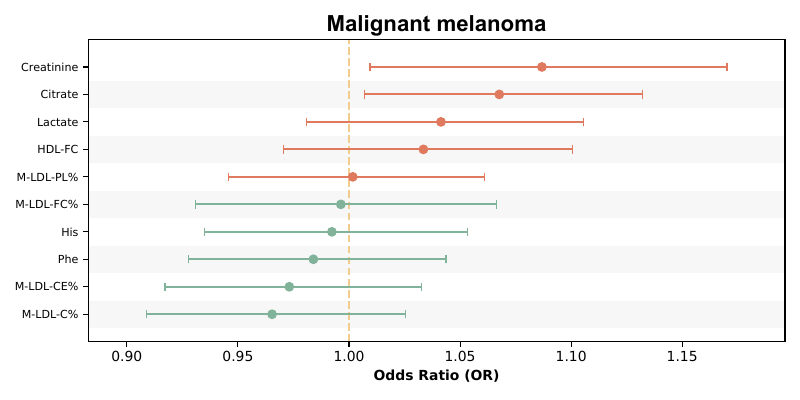 Malignant melanoma
Creatinine
Citrate
Lactate
HDL-FC
M-LDL-PL%
M-LDL-FC%
His
Phe
M-LDL-CE%
M-LDL-C%
0.90 0.95 1.00 1.05 1.10 1.15
Odds Ratio (OR)